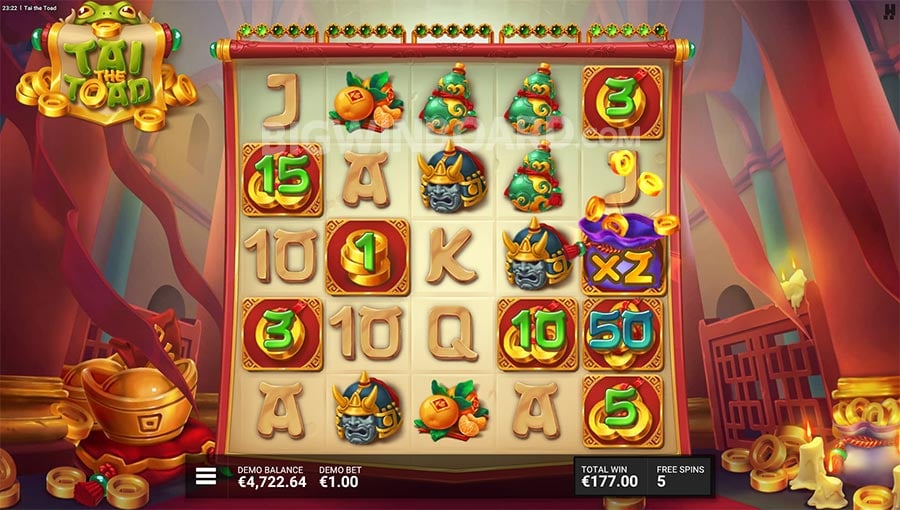 23:22 | Tai the Toad
TAI
THE
TOAD
J 3
BIGWINBOARD.COM
15 A J
10 1 K X2
3 10 Q 10 50
A A 5
DEMO BALANCE DEMO BET TOTAL WIN FREE SPINS
€4,722.64 €1.00 €177.00 5